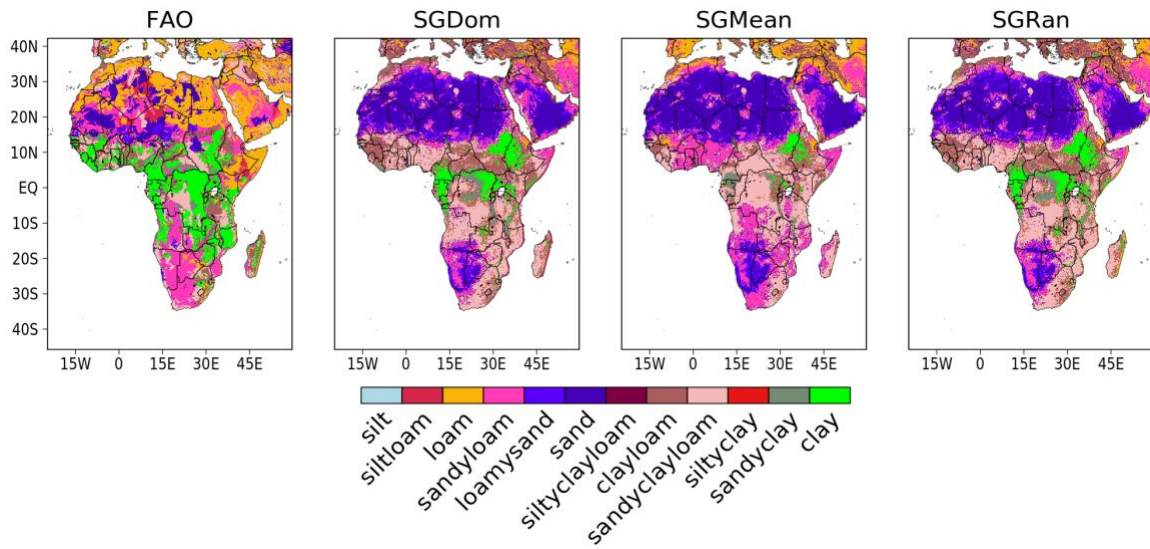 FAO SGDom SGMean SGRan
40N
30N
20N
10N
EQ
10S
20S
30S
40S
15W 0 15E 30E 45E 15W 0 15E 30E 45E 15W 0 15E 30E 45E 15W 0 15E 30E 45E
silt
siltloam
loam
sandyloam
loamysand
sand
siltyclayloam
clayloam
sandyclayloam
siltyclay
sandyclay
clay